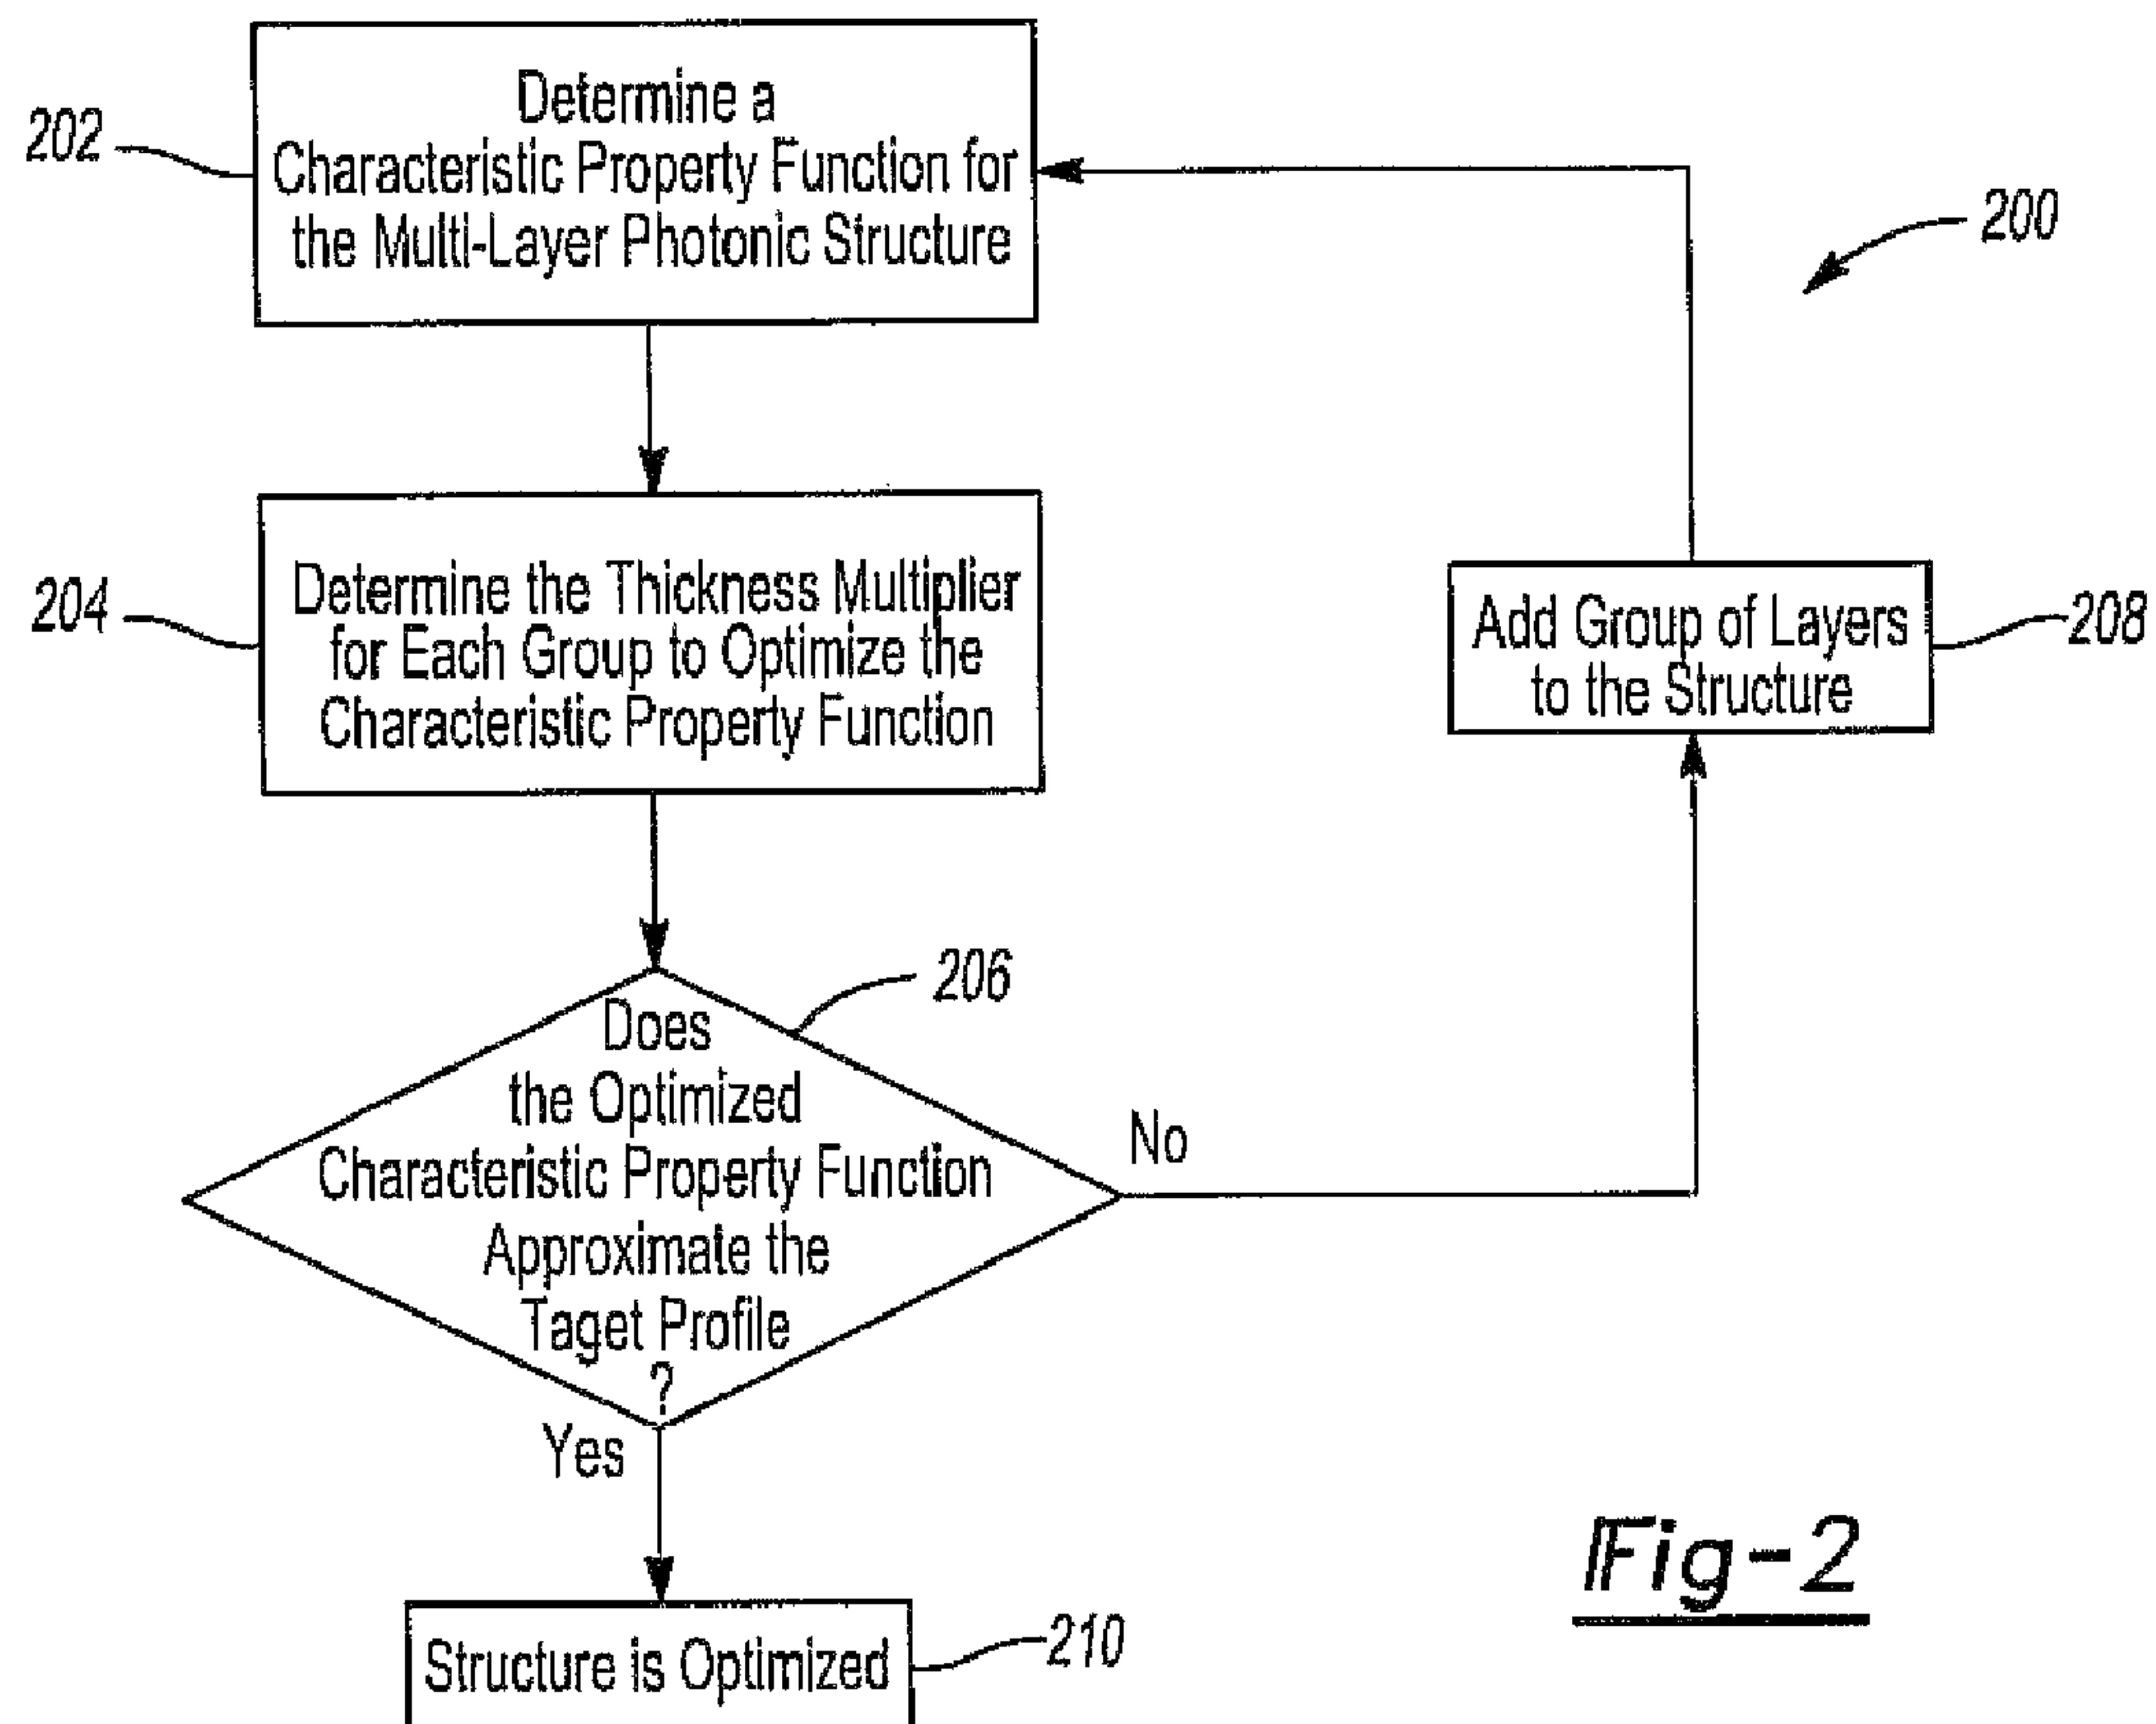 Determine a
Characteristic Property Function for
the Multi-Layer Photonic Structure
202
200
Determine the Thickness Multiplier
for Each Group to Optimize the
Characteristic Property Function
204
Add Group of Layers
to the Structure
208
206
Does
the Optimized
Characteristic Property Function
Approximate the
Taget Profile
?
No
Yes
Structure is Optimized
210
Fig-2